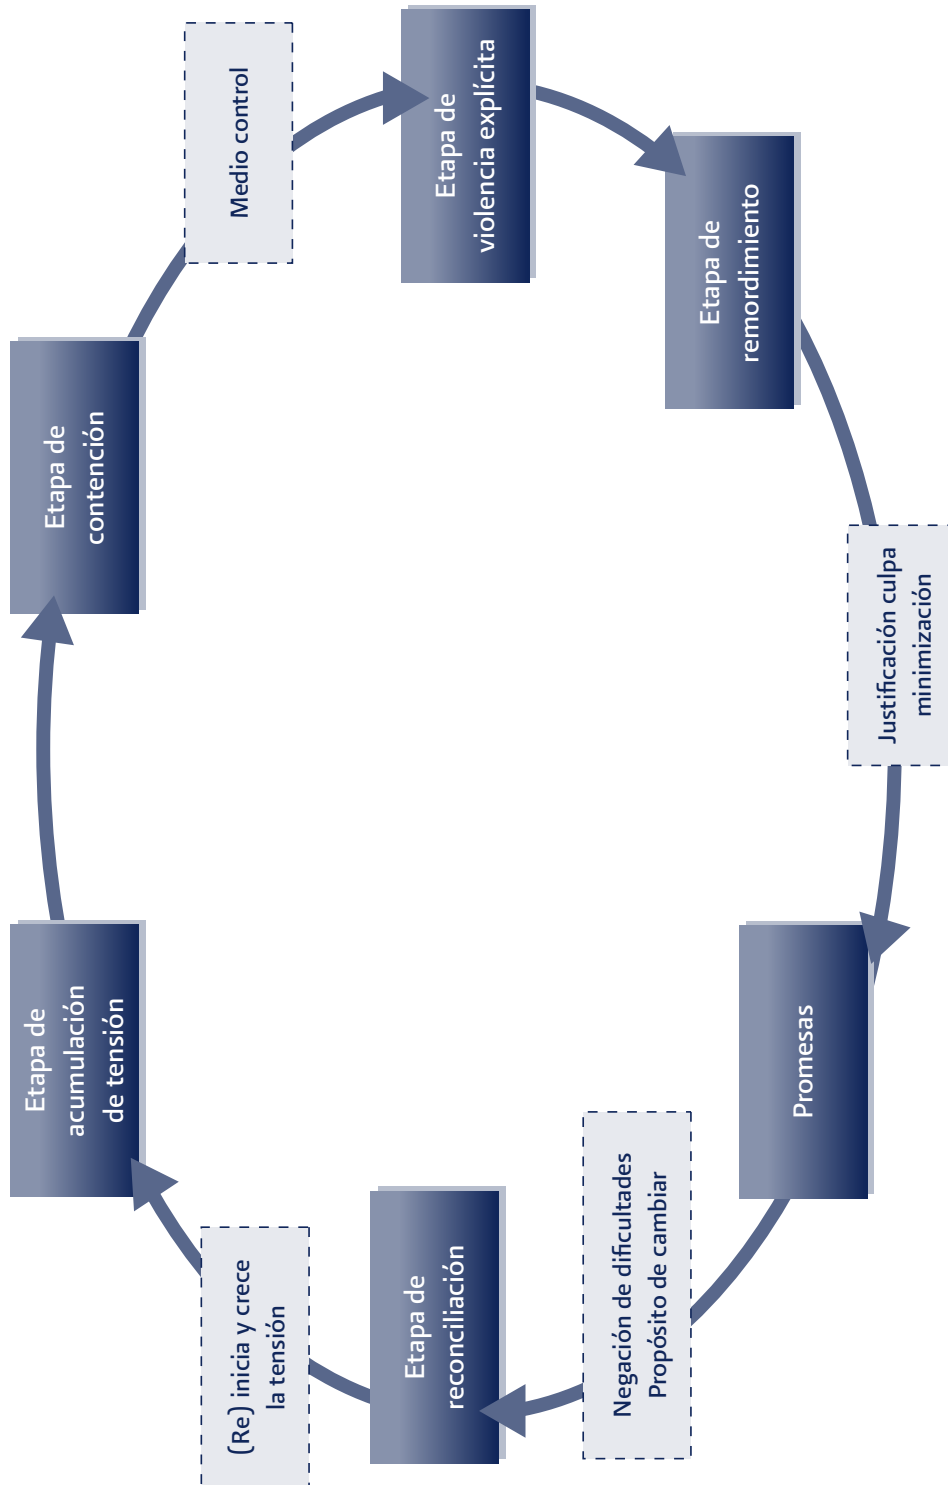 Etapa de
acumulación
de tensión
Etapa de
contención
Medio control
Etapa de
violencia explícita
Etapa de
remordimiento
Justificación culpa
minimización
Promesas
Negación de dificultades
Propósito de cambiar
Etapa de
reconciliación
(Re) inicia y crece
la tensión